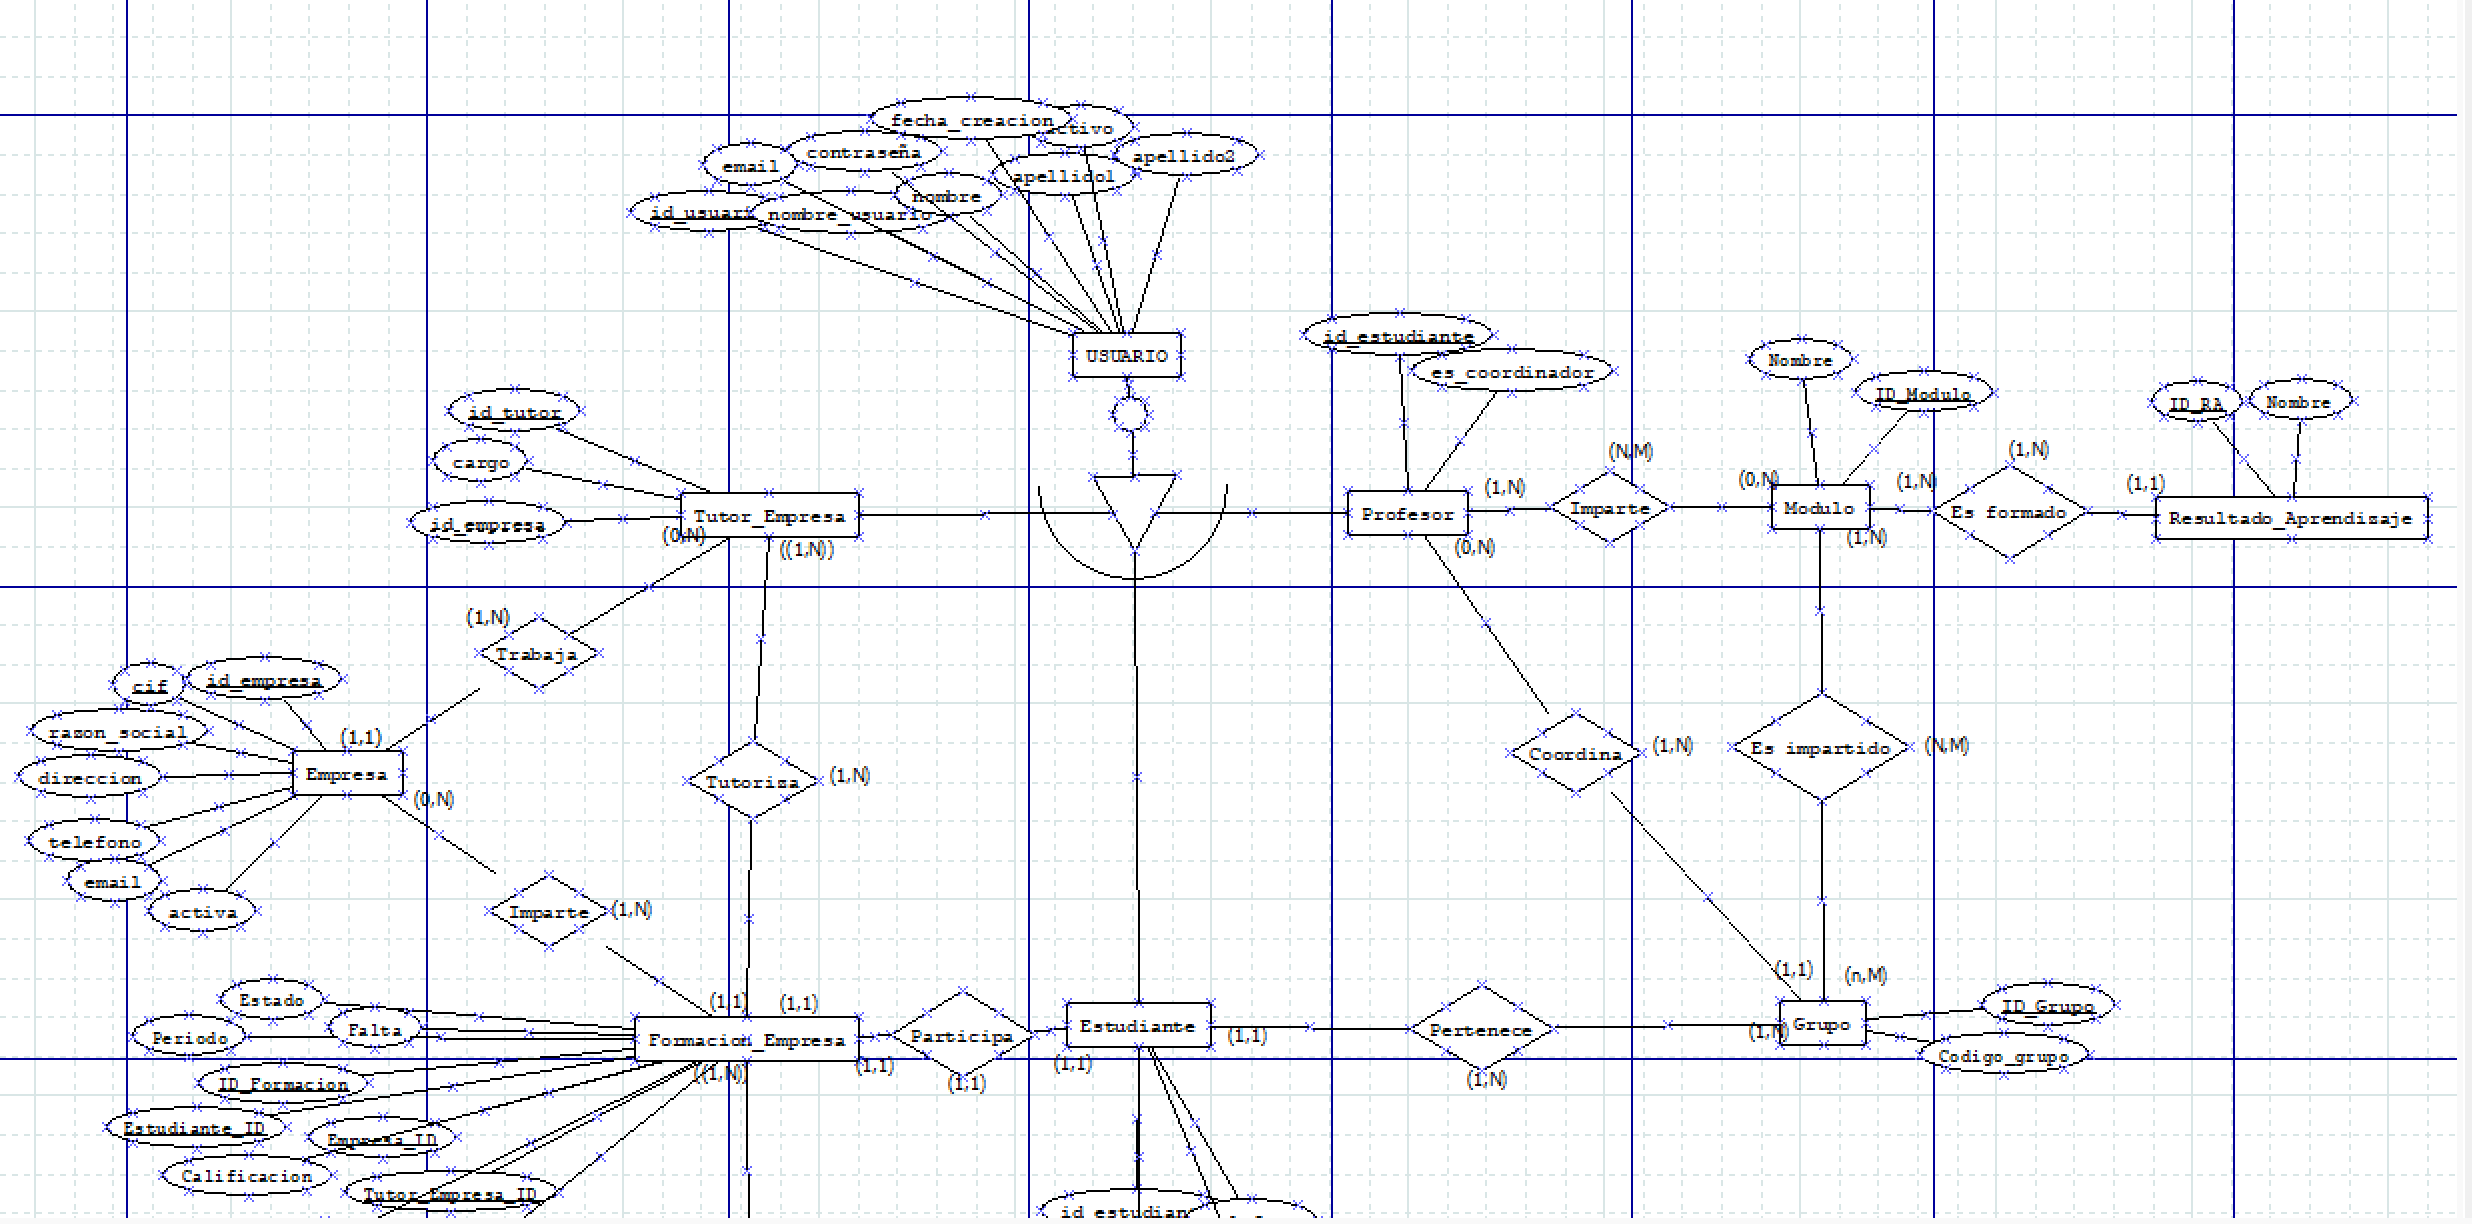 fecha_creacion
activo
contraseña
apellido2
email
apellido1
nombre
id_usuari
nombre_usuario
USUARIO
id_estudiante
es_coordinador
Nombre
ID_Modulo
ID_RA
Nombre
id_tutor
cargo
id_empresa
Tutor_Empresa
(0,N)
((1,N))
Profesor
(1,N)
(0,N)
(N,M)
Imparte
(0,N)
Modulo
(1,N)
(1,N)
(1,N)
Es formado
(1,1)
Resultado_Aprendizaje
(1,N)
Trabaja
cif
id_empresa
razon_social
(1,1)
direccion
Empresa
(0,N)
telefono
email
activa
Tutoriza
(1,N)
Coordina
(1,N)
Es impartido
(N,M)
Imparte
(1,N)
Estado
Periodo
Falta
(1,1)
(1,1)
Formacion_Empresa
((1,N))
(1,1)
Participa
(1,1)
Estudiante
(1,1)
(1,1)
Pertenece
(1,N)
(1,1)
(n,M)
(1,N)
Grupo
ID_Grupo
Codigo_grupo
ID_Formacion
Estudiante_ID
Empresa_ID
Calificacion
Tutor_Empresa_ID
id_estudian